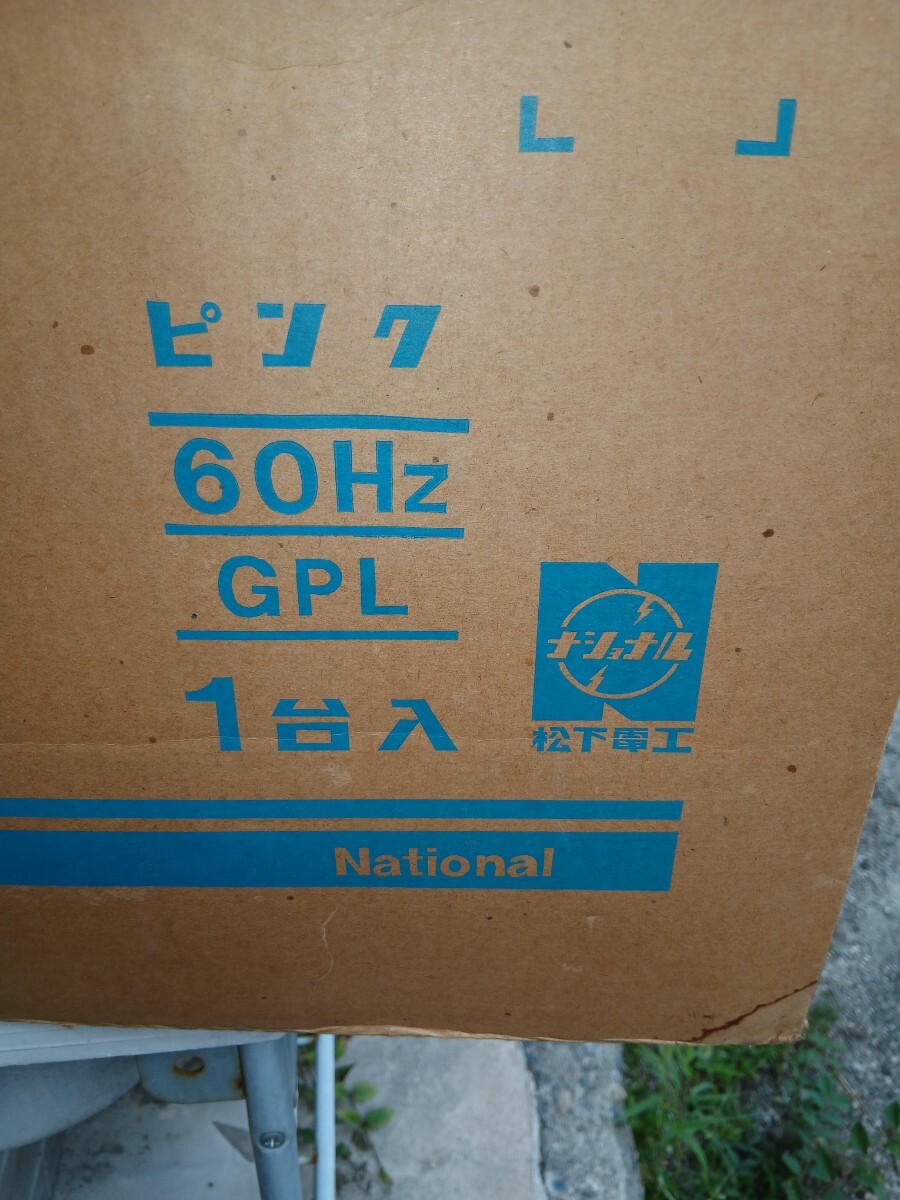 ピンク
60Hz
GPL
1台入
ナショナル
松下電工
National